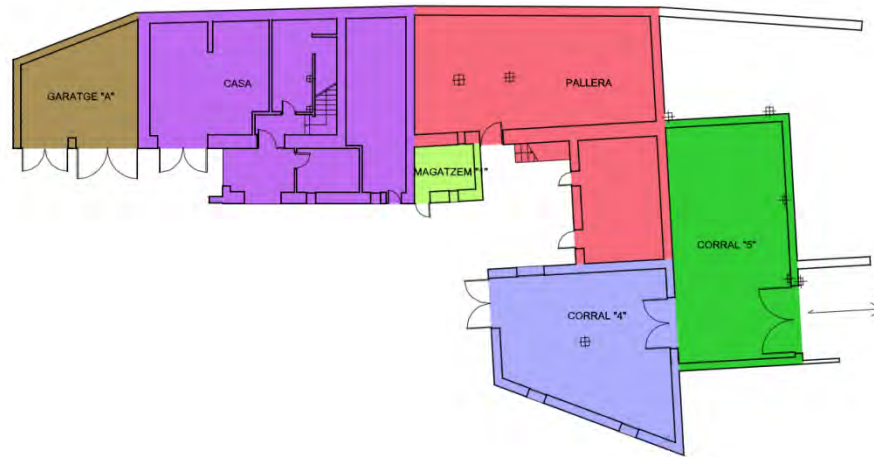 GARATGE "A"
CASA
PALLERA
MAGATZEM "1"
CORRAL "5"
CORRAL "4"